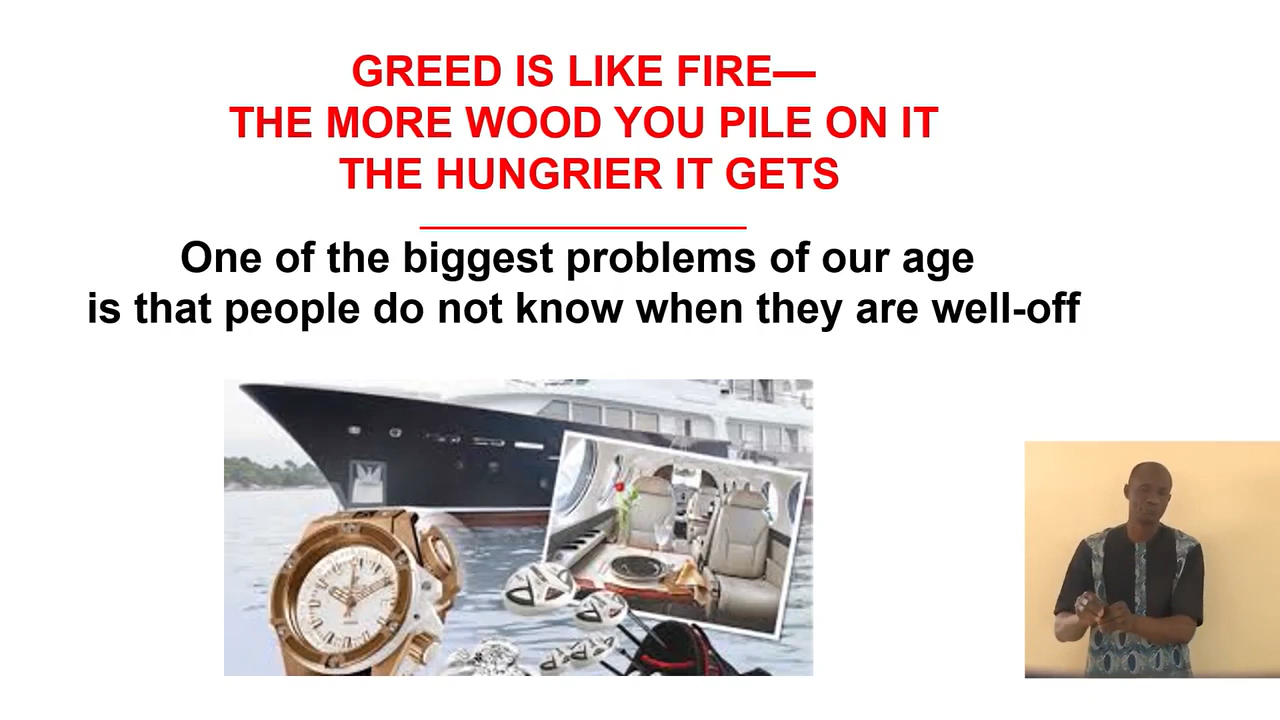 GREED IS LIKE FIRE—
THE MORE WOOD YOU PILE ON IT
THE HUNGRIER IT GETS
One of the biggest problems of our age
is that people do not know when they are well-off